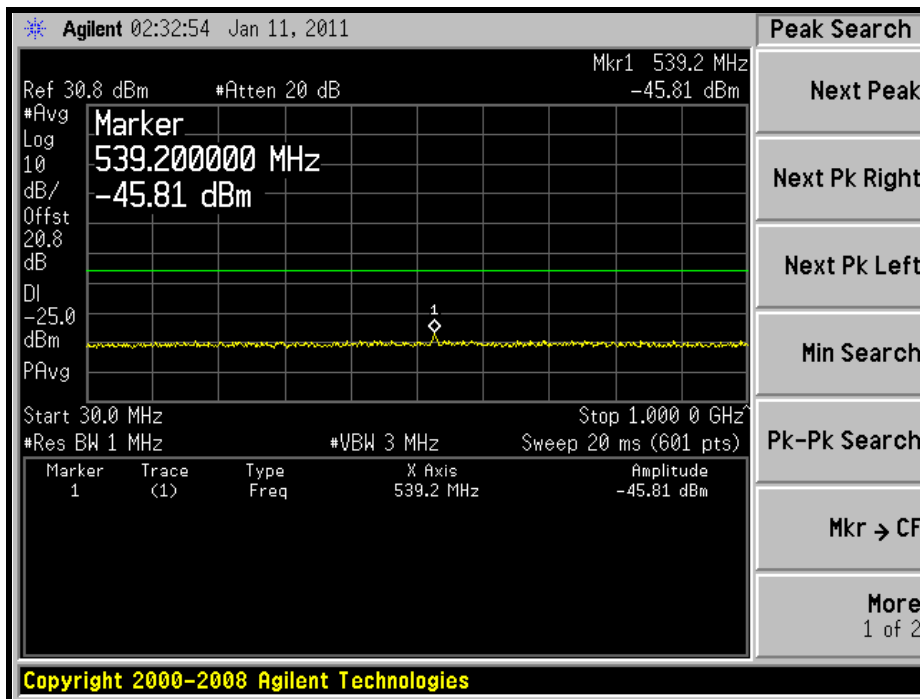 Agilent 02:32:54 Jan 11, 2011
Peak Search
Mkr1 539.2 MHz
Ref 30.8 dBm #Atten 20 dB -45.81 dBm
#Avg
Log
10
dB/
Offst
20.8
dB
DI
-25.0
dBm
PAvg
Marker
539.200000 MHz
-45.81 dBm
1
Start 30.0 MHz Stop 1.000 0 GHz^
#Res BW 1 MHz #VBW 3 MHz Sweep 20 ms (601 pts)
Marker Trace Type X Axis Amplitude
1 (1) Freq 539.2 MHz -45.81 dBm
Next Peak
Next Pk Right
Next Pk Left
Min Search
Pk-Pk Search
Mkr → CF
More
1 of 2
Copyright 2000-2008 Agilent Technologies